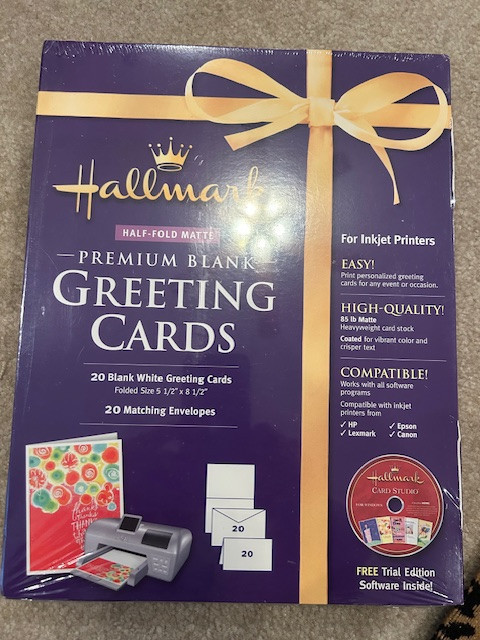 Hallmark
HALF-FOLD MATTE
PREMIUM BLANK
GREETING
CARDS
20 Blank White Greeting Cards
Folded Size 5 1/2" x 8 1/2"
20 Matching Envelopes
THANKS
20
20
For Inkjet Printers
EASY!
Print personalized greeting
cards for any event or occasion.
HIGH-QUALITY!
85 lb Matte
Heavyweight card stock
Coated for vibrant color and
crisper text
COMPATIBLE!
Works with all software
programs
Compatible with inkjet
printers from
✓ HP ✓ Epson
✓ Lexmark ✓ Canon
Hallmark
CARD STUDIO
FOR WINDOWS
FREE Trial Edition
Software Inside!